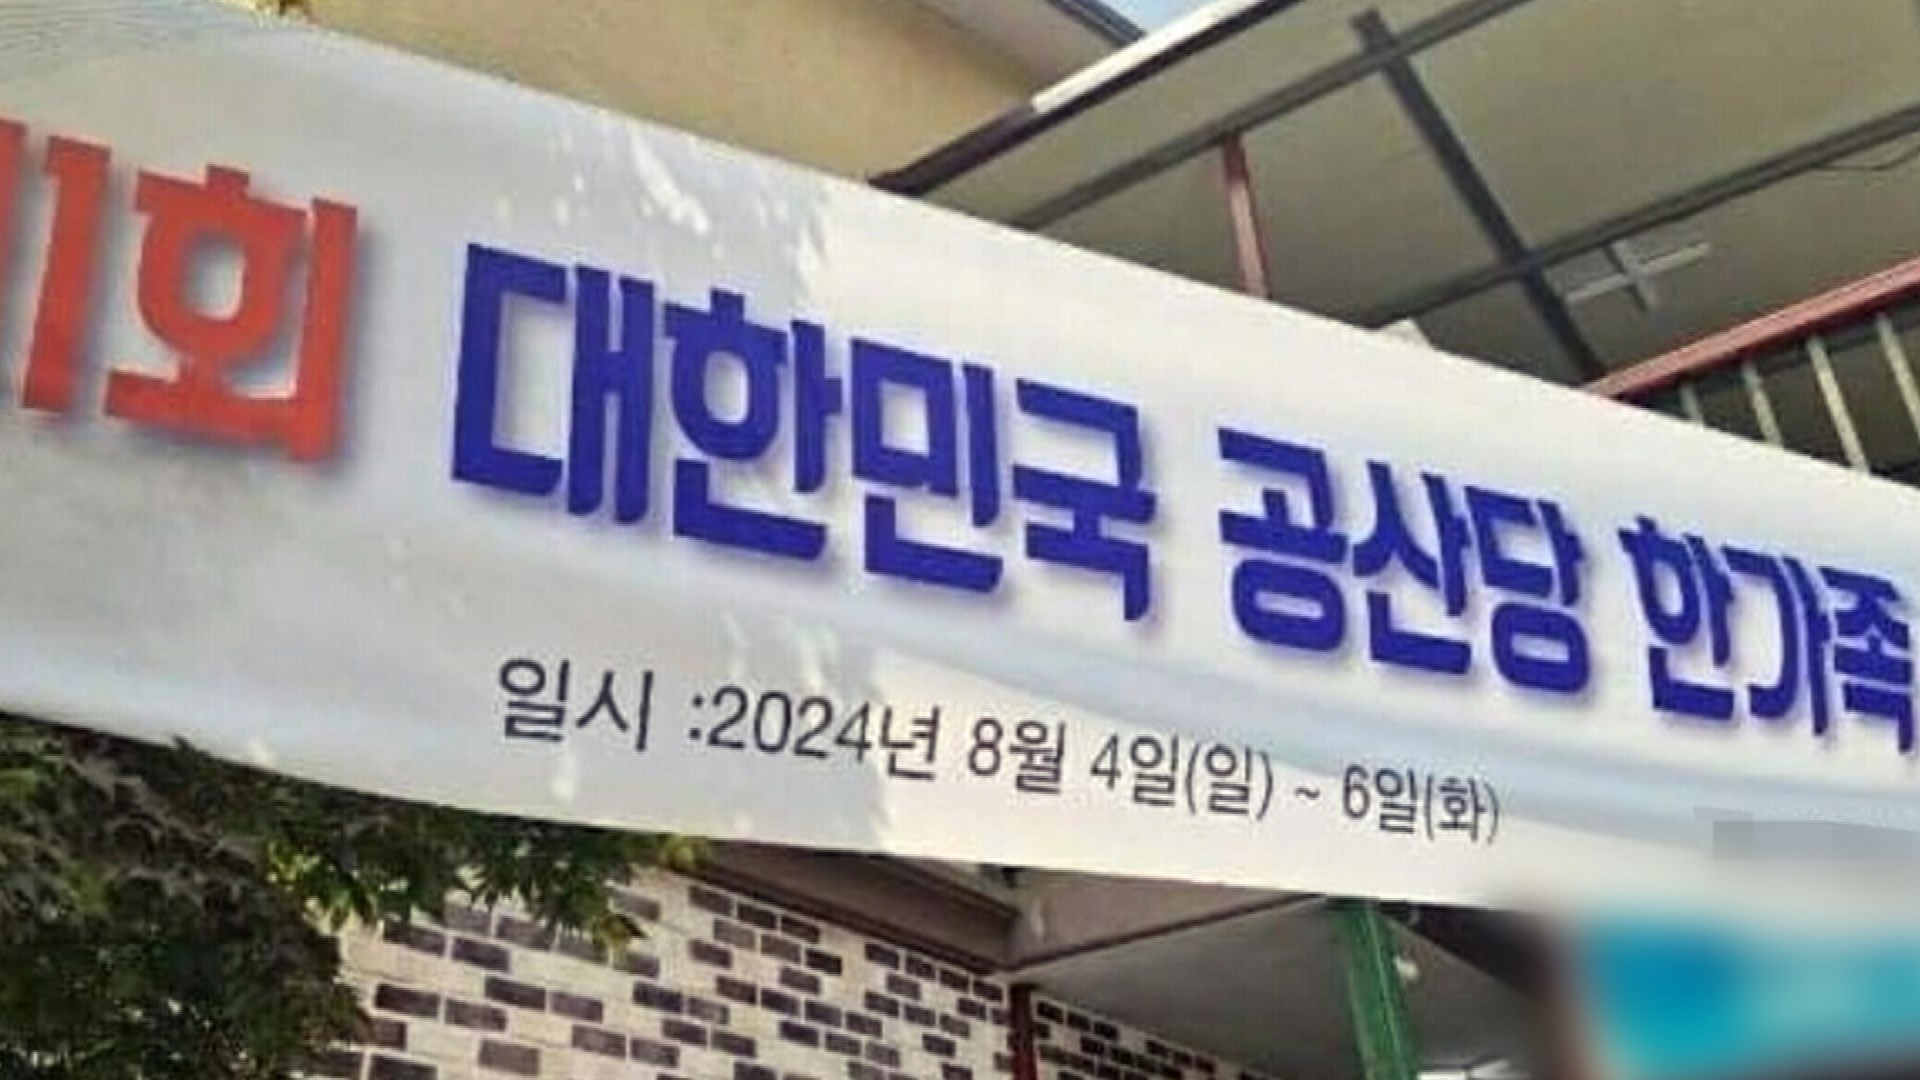 1회 대한민국 공산당 한가족
일시 :2024년 8월 4일(일) ~ 6일(화)